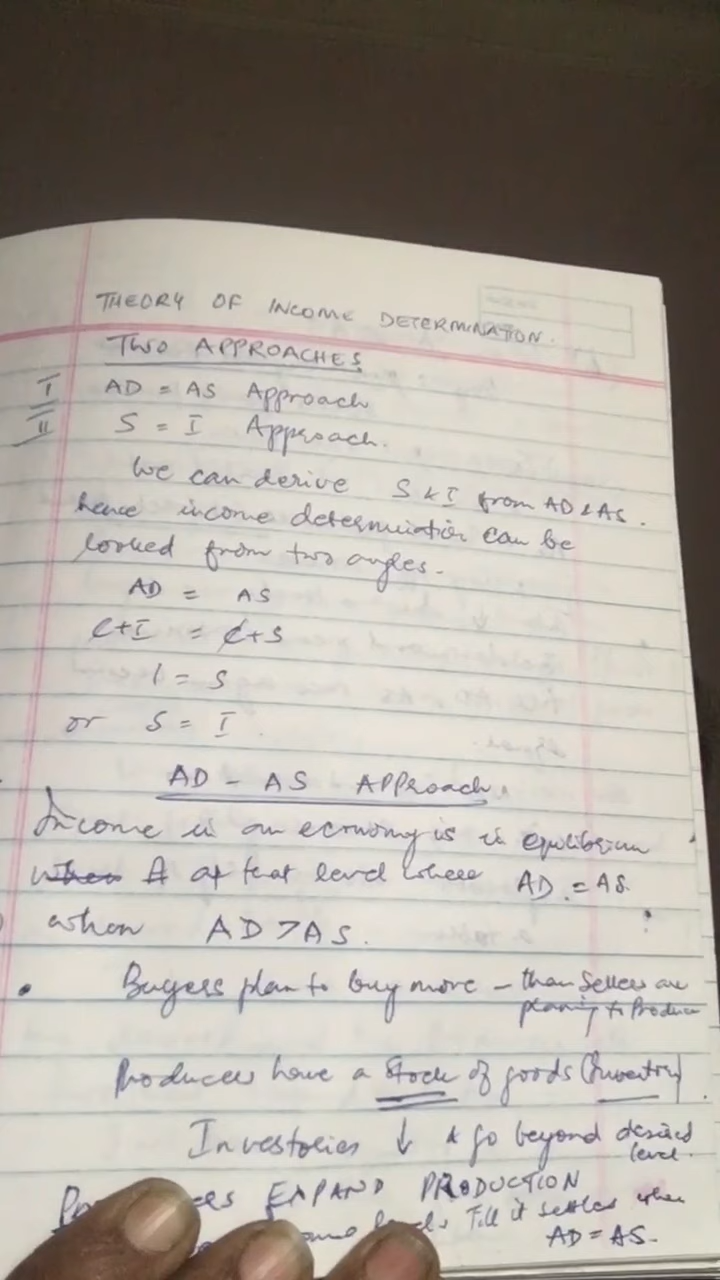 THEORY OF INCOME DETERMINATION.
TWO APPROACHES
I AD = AS Approach
II S = I Approach.
We can derive S & I from AD & AS.
hence income determination can be
looked from two angles.
AD = AS
C+I = C+S
I = S
or S = I.
AD - AS APPRoach.
Income in an economy is in equilibrium
when A at that level where AD = AS.
when AD > AS.
Buyers plan to buy more - than Sellers are
planing to Produce
Producers have a Stock of goods (Inventory)
Inventories ↓ & go beyond desired
level.
EXPAND PRODUCTION
till it settles when
AD = AS.